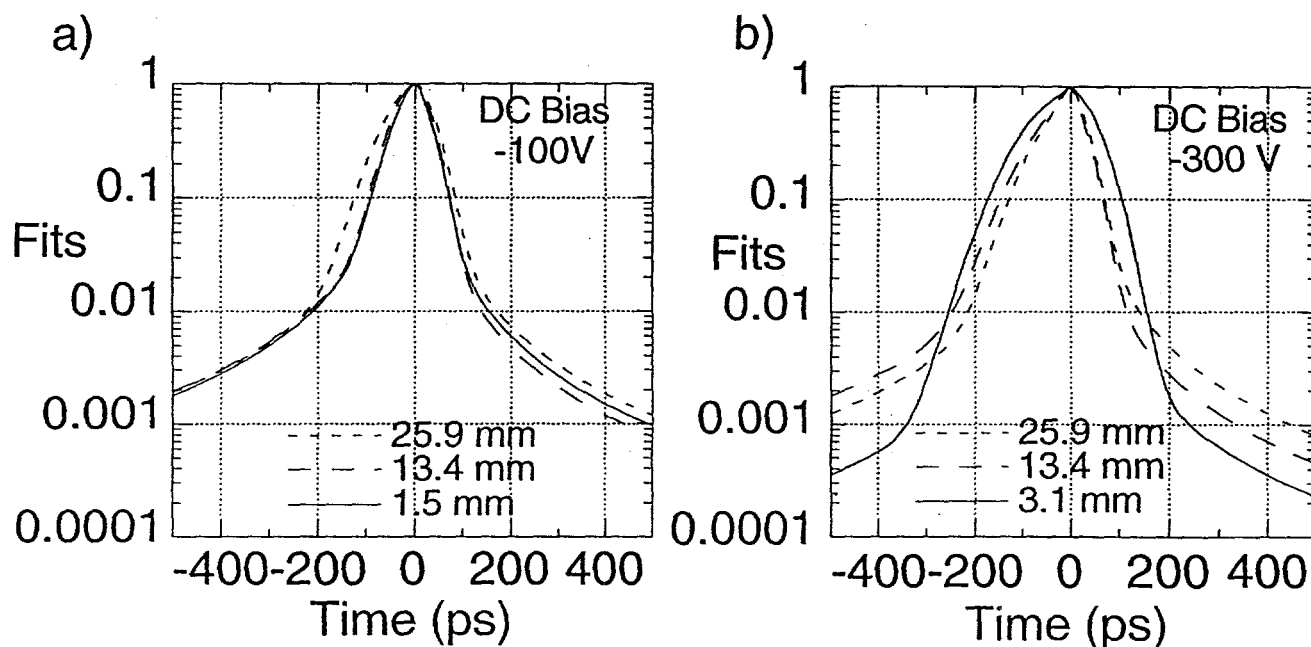 a)
1
0.1
Fits
0.01
0.001
0.0001
DC Bias
-100V
25.9 mm
13.4 mm
1.5 mm
-400 -200 0 200 400
Time (ps)
b)
1
0.1
Fits
0.01
0.001
0.0001
DC Bias
-300 V
25.9 mm
13.4 mm
3.1 mm
-400 -200 0 200 400
Time (ps)